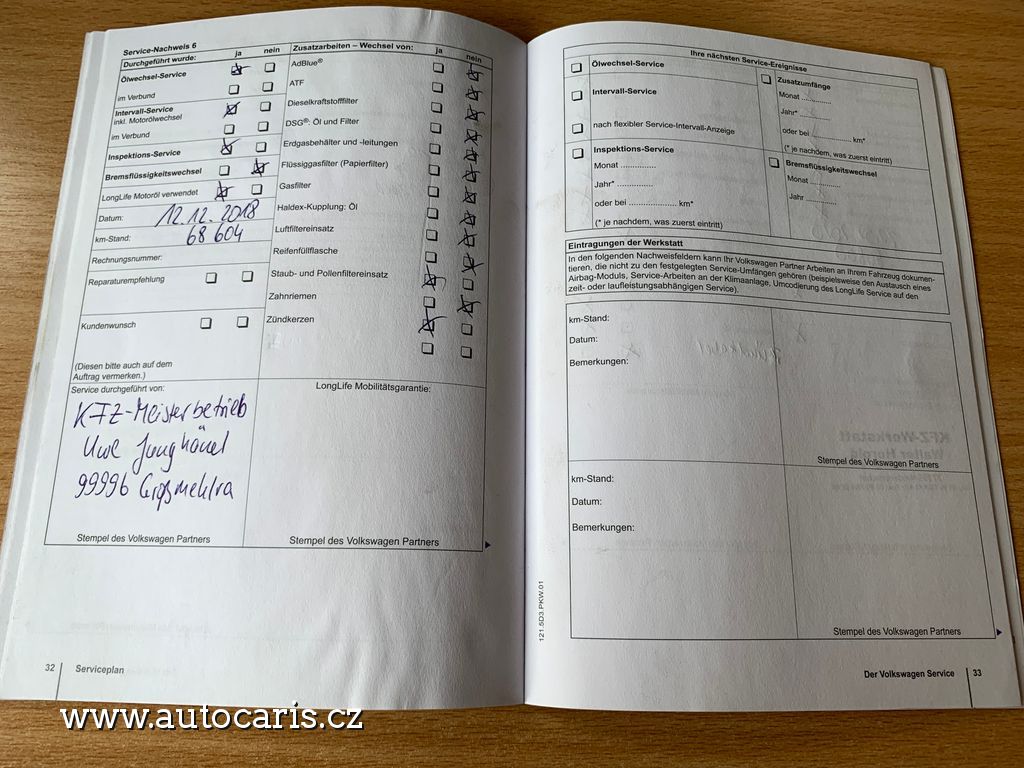 Service-Nachweis 6
Durchgeführt wurde: ja nein
Ölwechsel-Service
im Verbund
Intervall-Service
inkl. Motorölwechsel
im Verbund
Inspektions-Service
Bremsflüssigkeitswechsel
LongLife Motoröl verwendet
Datum: 12.12.2018
km-Stand: 68 604
Rechnungsnummer:
Reparaturempfehlung
Kundenwunsch
(Diesen bitte auch auf dem
Auftrag vermerken.)
Service durchgeführt von:
KFZ-Meisterbetrieb
Uwe Junghänel
99996 Großmehlra
Stempel des Volkswagen Partners
Zusatzarbeiten – Wechsel von: ja nein
AdBlue®
ATF
Dieselkraftstofffilter
DSG®: Öl und Filter
Erdgasbehälter und -leitungen
Flüssiggasfilter (Papierfilter)
Gasfilter
Haldex-Kupplung: Öl
Luftfiltereinsatz
Reifenfüllflasche
Staub- und Pollenfiltereinsatz
Zahnriemen
Zündkerzen
LongLife Mobilitätsgarantie:
Stempel des Volkswagen Partners
32 Serviceplan
Ihre nächsten Service-Ereignisse
Ölwechsel-Service
Intervall-Service
nach flexibler Service-Intervall-Anzeige
Inspektions-Service
Monat ...............
Jahr* ...............
oder bei ............... km*
(* je nachdem, was zuerst eintritt)
Zusatzumfänge
Monat ............
Jahr* ............
oder bei ............ km*
(* je nachdem, was zuerst eintritt)
Bremsflüssigkeitswechsel
Monat ............
Jahr ............
Eintragungen der Werkstatt
In den folgenden Nachweisfeldern kann Ihr Volkswagen Partner Arbeiten an Ihrem Fahrzeug dokumen-
tieren, die nicht zu den festgelegten Service-Umfängen gehören (beispielsweise den Austausch eines
Airbag-Moduls, Service-Arbeiten an der Klimaanlage, Umcodierung des LongLife Service auf den
zeit- oder laufleistungsabhängigen Service).
km-Stand:
Datum:
Bemerkungen:
Stempel des Volkswagen Partners
km-Stand:
Datum:
Bemerkungen:
Stempel des Volkswagen Partners
121.5D3.PKW.01
Der Volkswagen Service 33
www.autocaris.cz